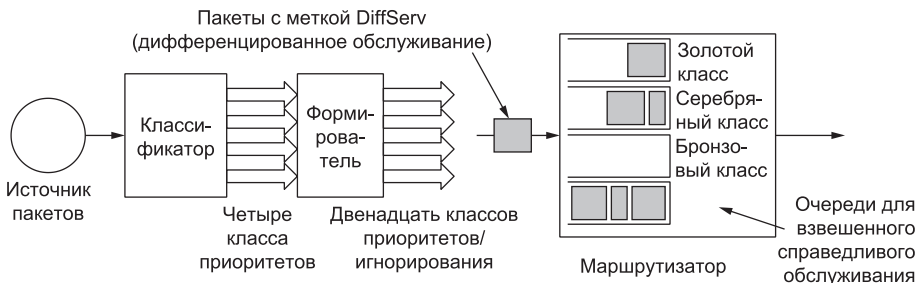 Пакеты с меткой DiffServ
(дифференцированное обслуживание)
Класси-
фикатор
Форми-
рова-
тель
Золотой
класс
Серебря-
ный класс
Бронзо-
вый класс
Источник
пакетов
Четыре
класса
приоритетов
Двенадцать классов
приоритетов/
игнорирования
Маршрутизатор
Очереди для
взвешенного
справедливого
обслуживания